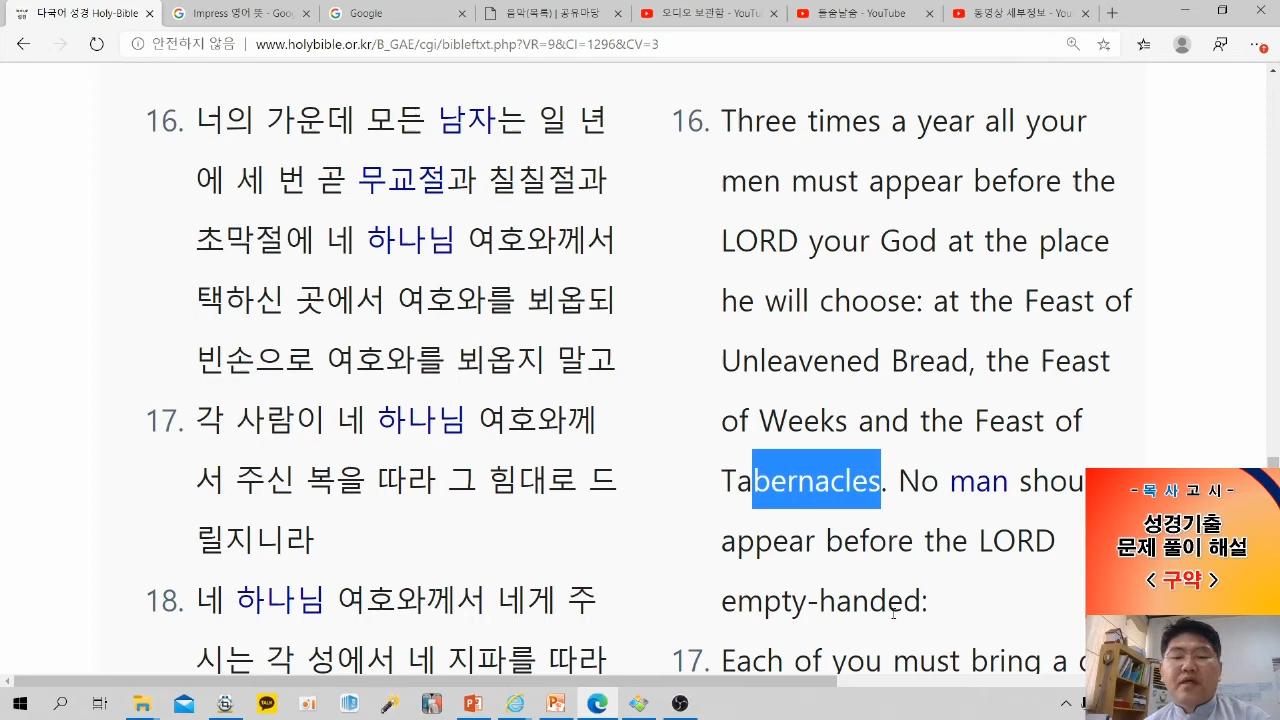 다국어 성경 Holy-Bible
Impress 영어 뜻 - Goo
Google
음악(목록) | 공유마당
오디오 보관함 - YouTu
들숨날숨 - YouTube
동영상 세부정보 - YouTu
안전하지 않음
www.holybible.or.kr/B_GAE/cgi/bibleftxt.php?VR=9&CI=1296&CV=3
16. 너의 가운데 모든 남자는 일 년
에 세 번 곧 무교절과 칠칠절과
초막절에 네 하나님 여호와께서
택하신 곳에서 여호와를 뵈옵되
빈손으로 여호와를 뵈옵지 말고
17. 각 사람이 네 하나님 여호와께
서 주신 복을 따라 그 힘대로 드
릴지니라
18. 네 하나님 여호와께서 네게 주
시는 각 성에서 네 지파를 따라
16. Three times a year all your
men must appear before the
LORD your God at the place
he will choose: at the Feast of
Unleavened Bread, the Feast
of Weeks and the Feast of
Tabernacles. No man shou
appear before the LORD
empty-handed:
17. Each of you must bring a
- 목 사 고 시 -
성경기출
문제 풀이 해설
< 구약 >
TALK